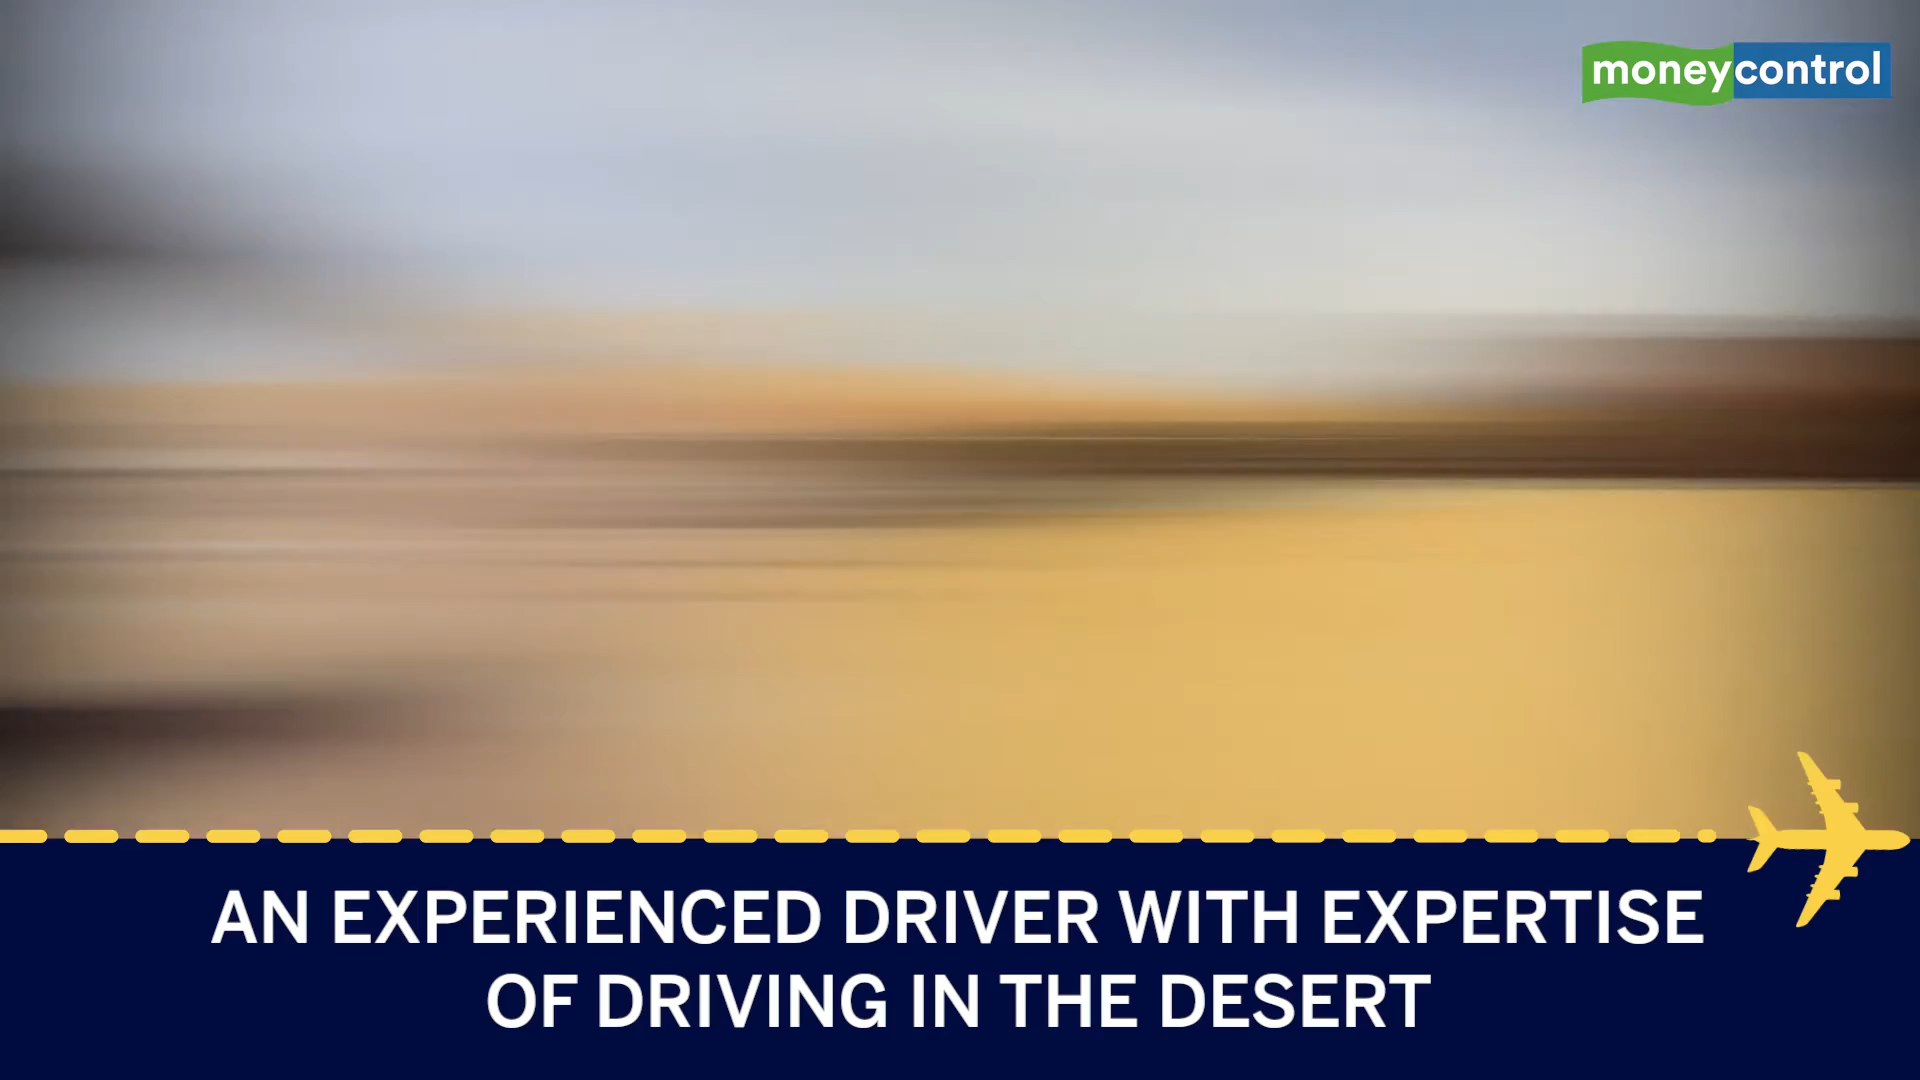 moneycontrol
AN EXPERIENCED DRIVER WITH EXPERTISE
OF DRIVING IN THE DESERT